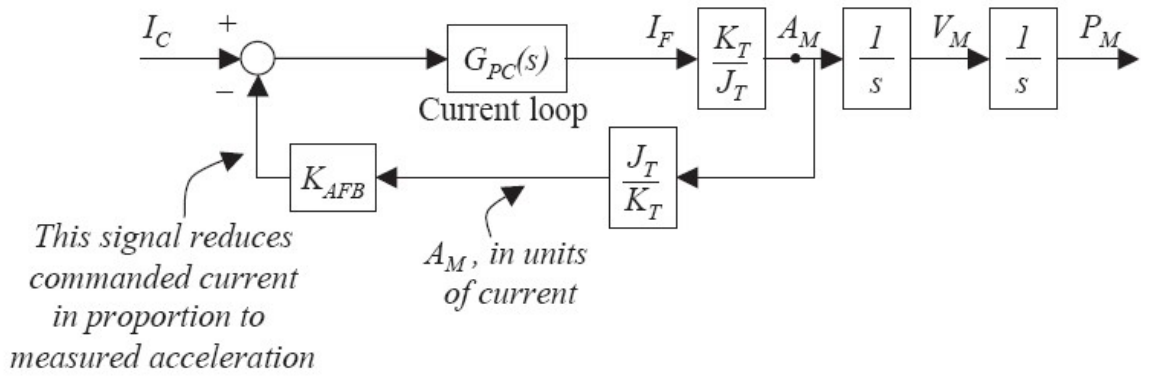 I_C
+
−
G_PC(s)
Current loop
I_F
K_T
J_T
A_M
1
s
V_M
1
s
P_M
K_AFB
J_T
K_T
This signal reduces
commanded current
in proportion to
measured acceleration
A_M, in units
of current